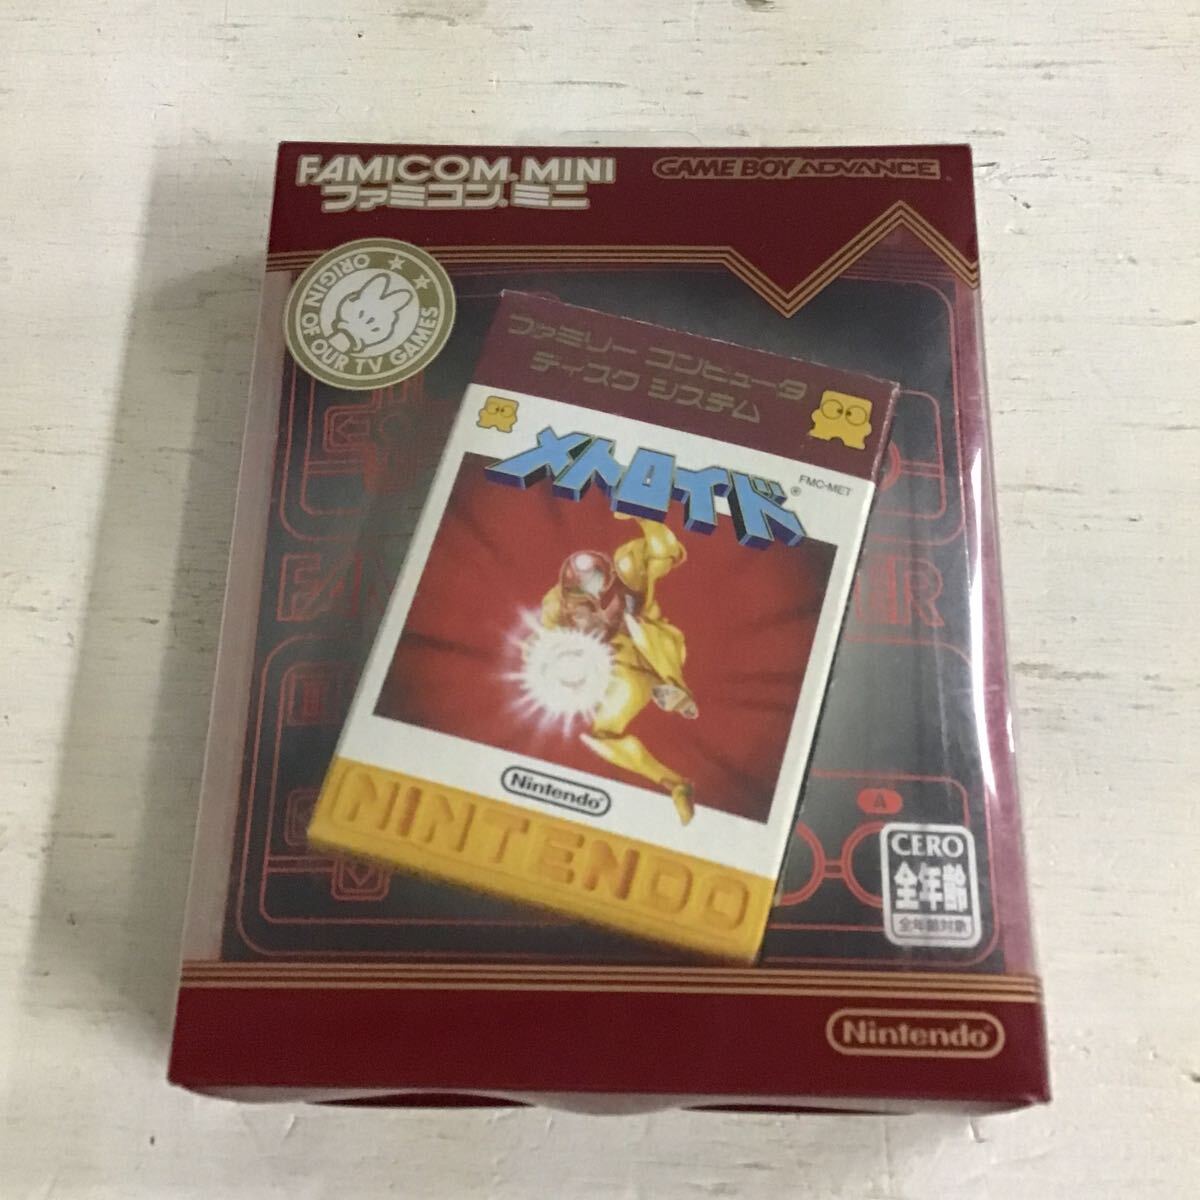 FAMICOM MINI
ファミコン ミニ
GAME BOY ADVANCE
ORIGIN OF OUR TV GAMES
ファミリー コンピュータ
ディスク システム
メトロイド®
FMC-MET
Nintendo
NINTENDO
A
CERO
全年齢
全年齢対象
Nintendo